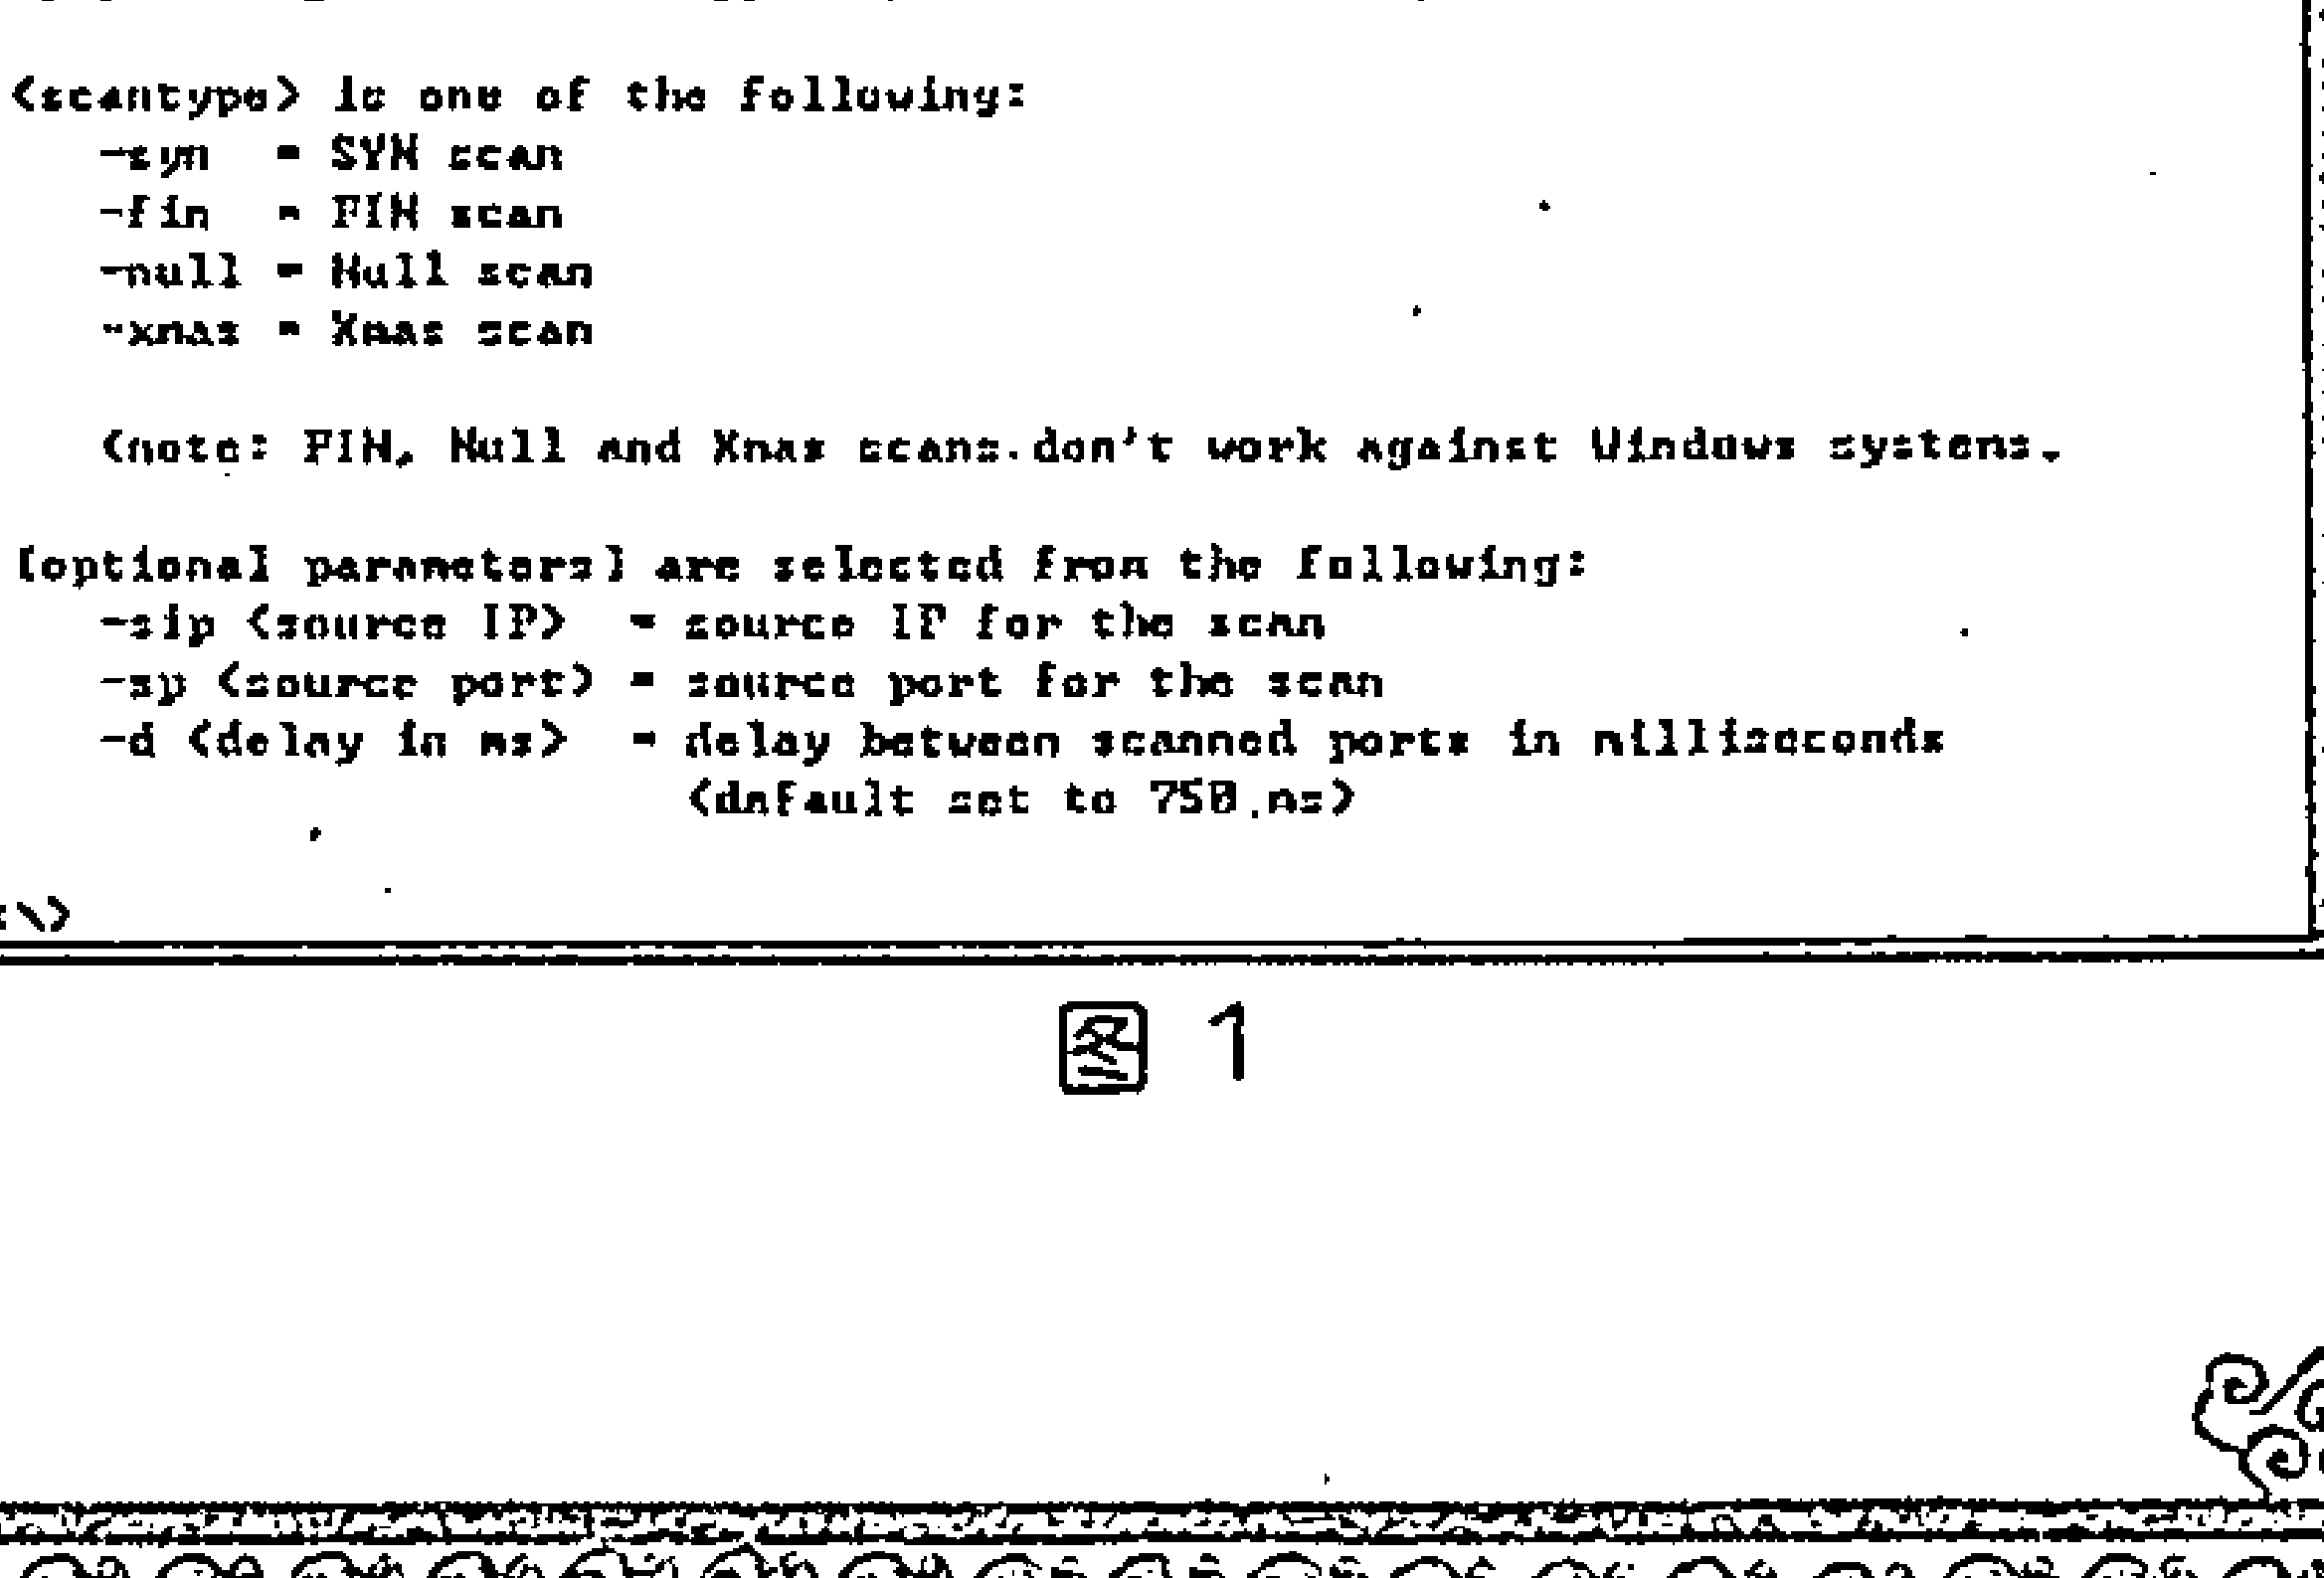 <scantype> is one of the following:
-syn = SYN scan
-fin = FIN scan
-null = Null scan
-xmas = Xmas scan
(note: FIN, Null and Xmas scans don't work against Windows systems.
[optional parameters] are selected from the following:
-sip (source IP) = source IP for the scan
-sp (source port) = source port for the scan
-d (delay in ms) = delay between scanned ports in milliseconds
(default set to 750 ms)
:\>
图 1